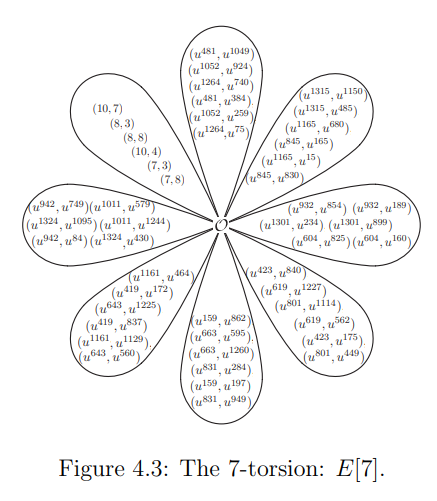 (u^481, u^1049)
(u^1052, u^924)
(u^1264, u^740)
(u^481, u^384).
(u^1052, u^259)
(u^1264, u^75)
(u^1315, u^1150)
(u^1315, u^485)
(u^1165, u^680)
(u^845, u^165)
(u^1165, u^15)
(u^845, u^830)
(10, 7)
(8, 3)
(8, 8)
(10, 4)
(7, 3)
(7, 8)
(u^942, u^749)(u^1011, u^579)
(u^1324, u^1095)(u^1011, u^1244)
(u^942, u^84)(u^1324, u^430)
O
(u^932, u^854) (u^932, u^189)
(u^1301, u^234) (u^1301, u^899)
(u^604, u^825)(u^604, u^160)
(u^1161, u^464)
(u^419, u^172)
(u^643, u^1225)
(u^419, u^837)
(u^1161, u^1129).
(u^643, u^560)
(u^159, u^862)
(u^663, u^595).
(u^663, u^1260)
(u^831, u^284)
(u^159, u^197)
(u^831, u^949)
(u^423, u^840)
(u^619, u^1227)
(u^801, u^1114)
(u^619, u^562)
(u^423, u^175).
(u^801, u^449)
Figure 4.3: The 7-torsion: E[7].